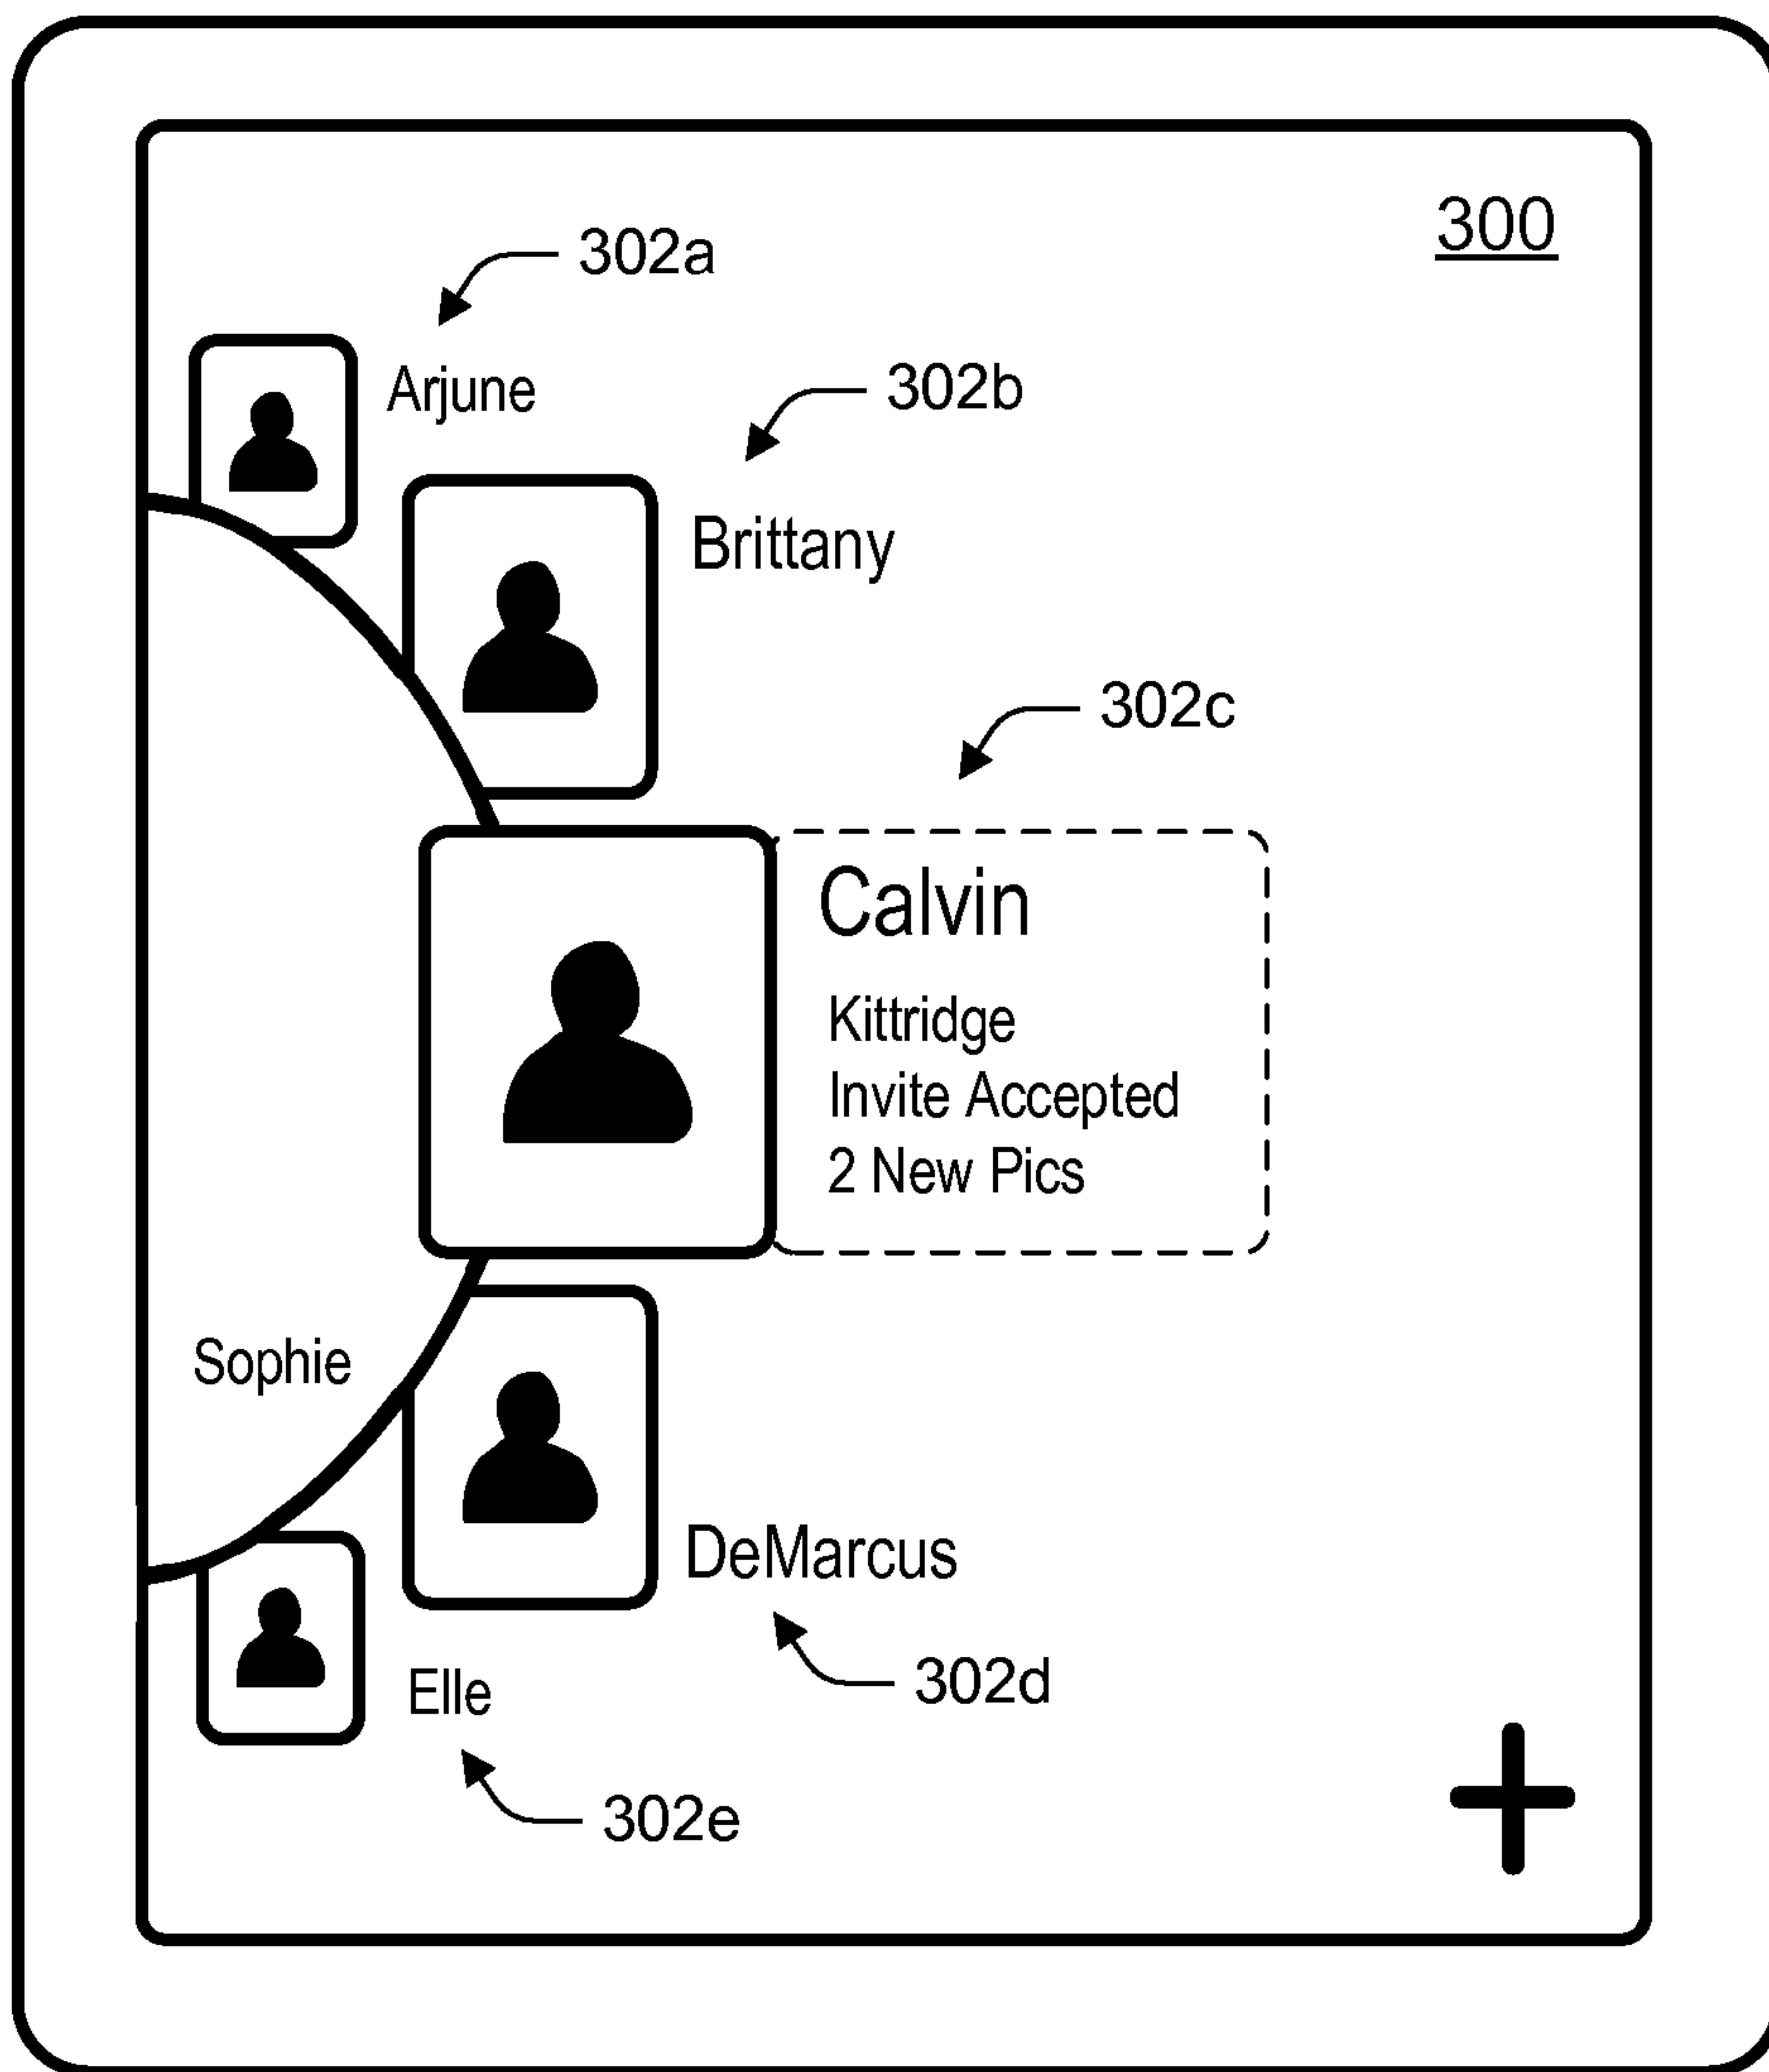 300
302a
Arjune
302b
Brittany
302c
Calvin
Kittridge
Invite Accepted
2 New Pics
Sophie
DeMarcus
302d
Elle
302e